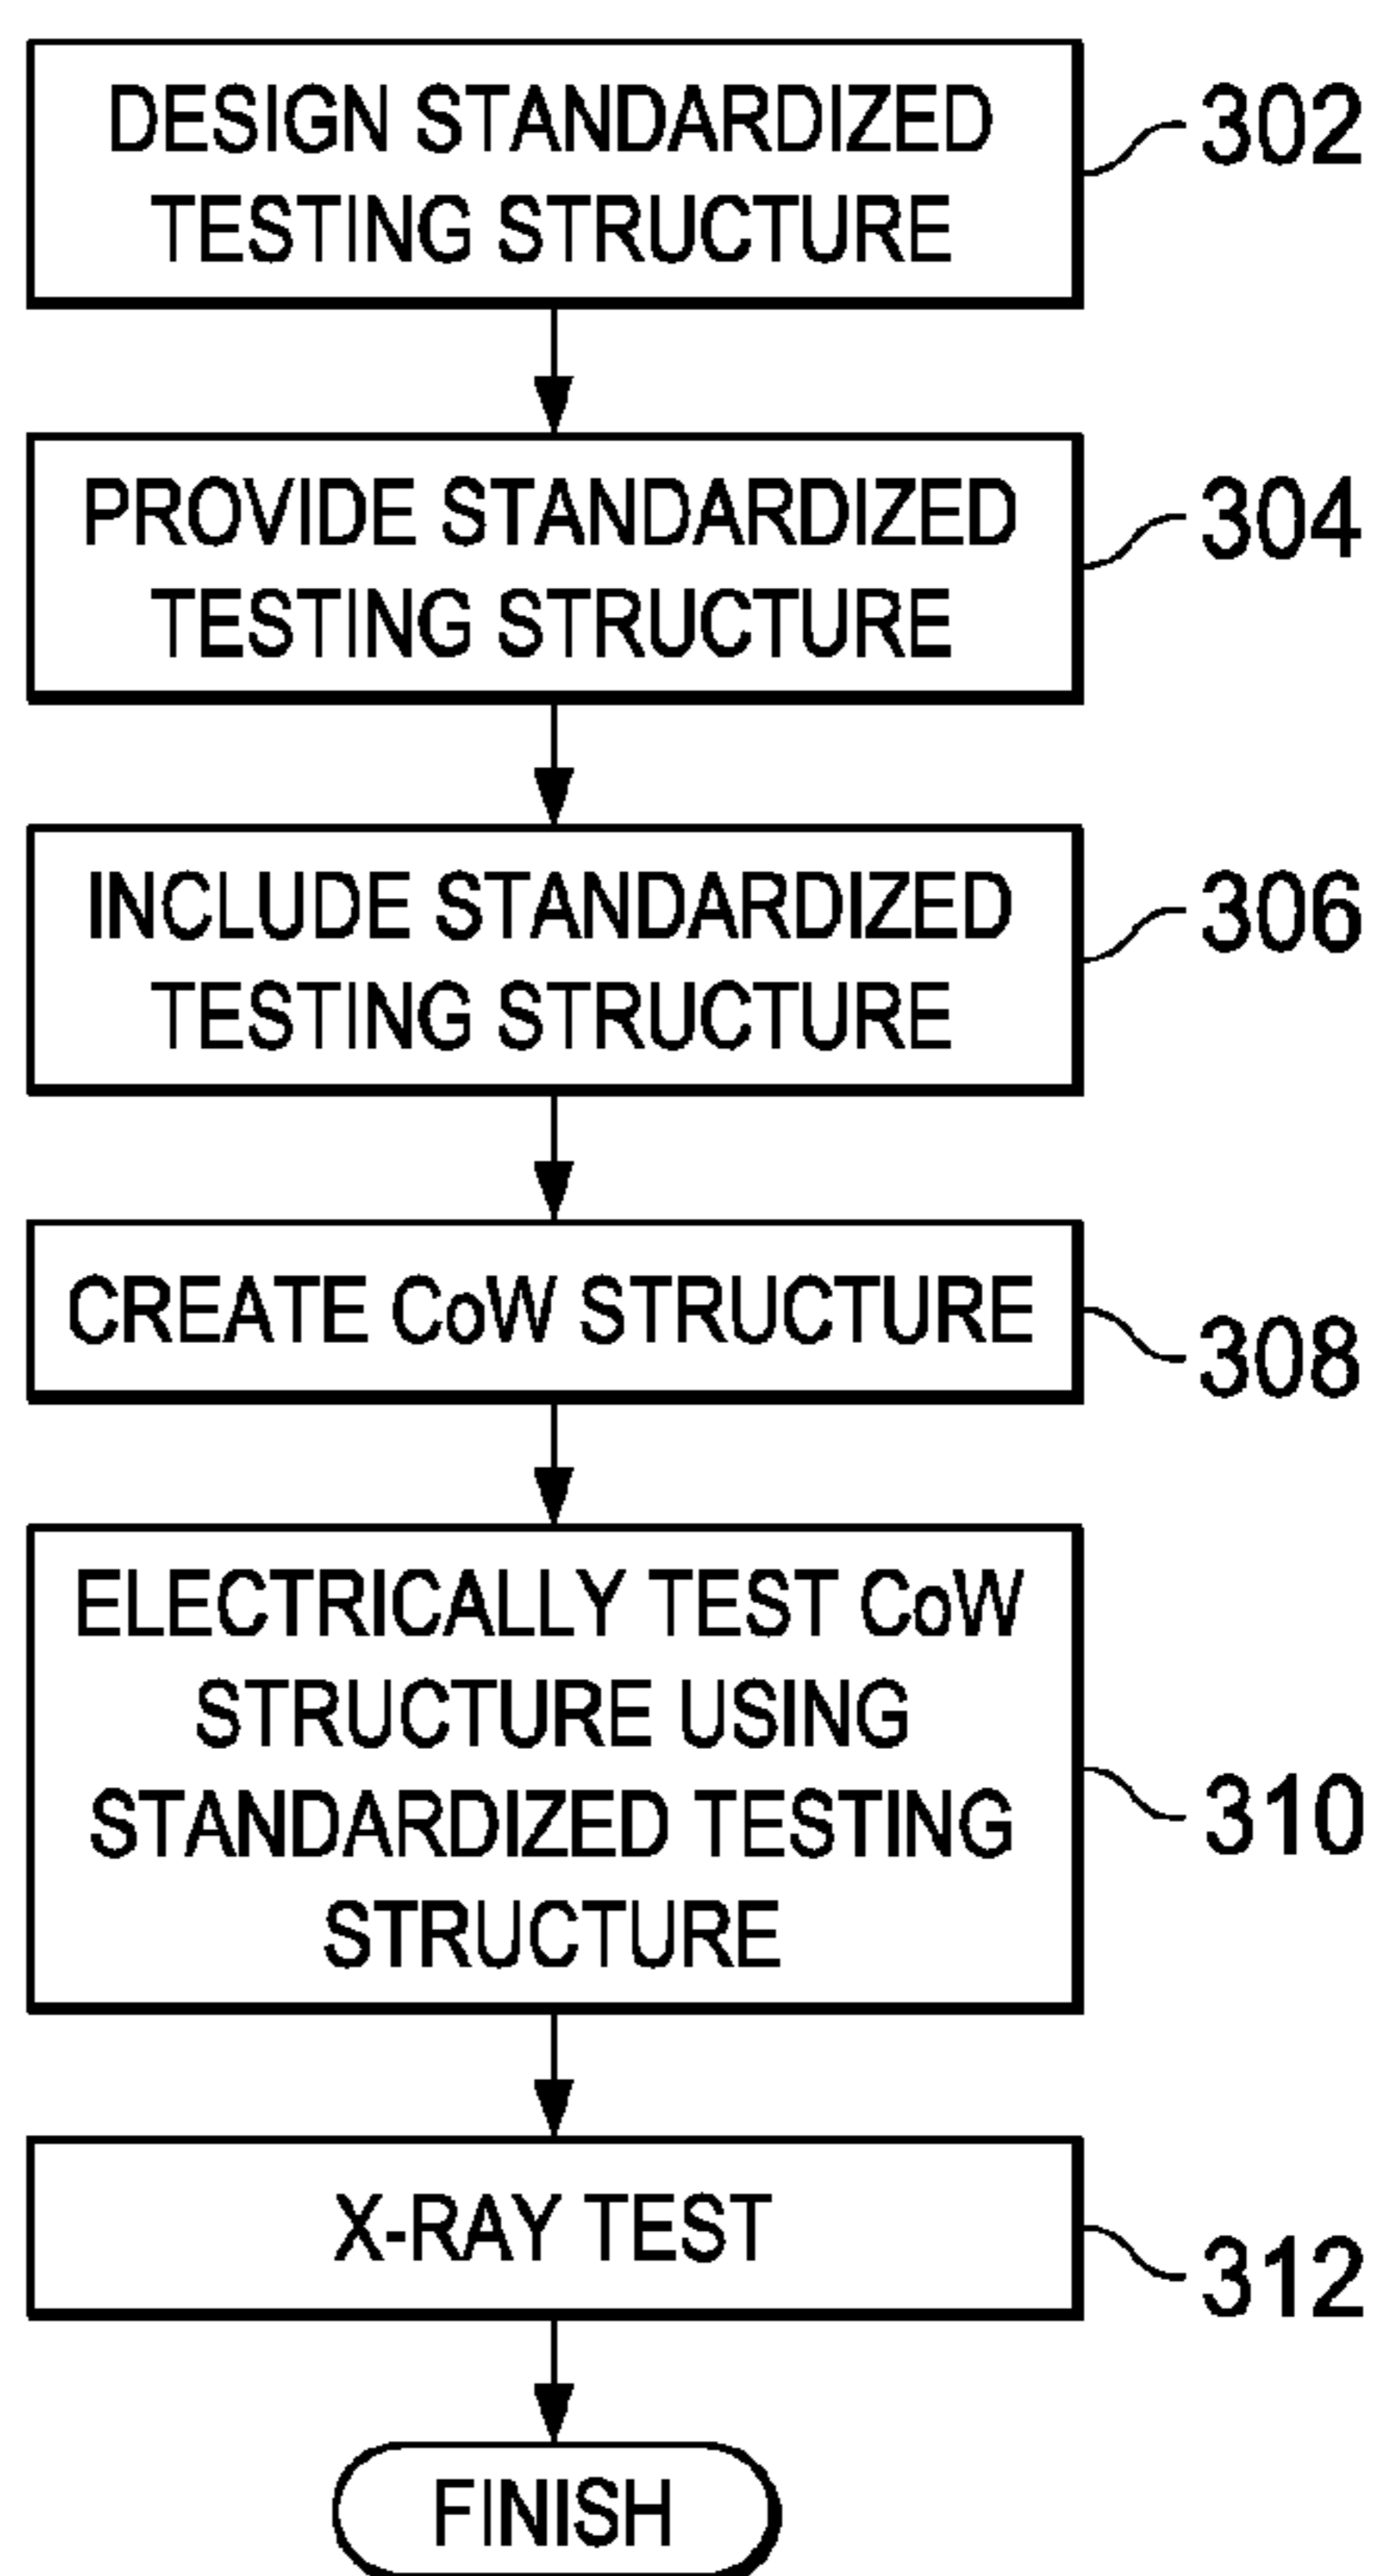 DESIGN STANDARDIZED
TESTING STRUCTURE
302
PROVIDE STANDARDIZED
TESTING STRUCTURE
304
INCLUDE STANDARDIZED
TESTING STRUCTURE
306
CREATE CoW STRUCTURE
308
ELECTRICALLY TEST CoW
STRUCTURE USING
STANDARDIZED TESTING
STRUCTURE
310
X-RAY TEST
312
FINISH